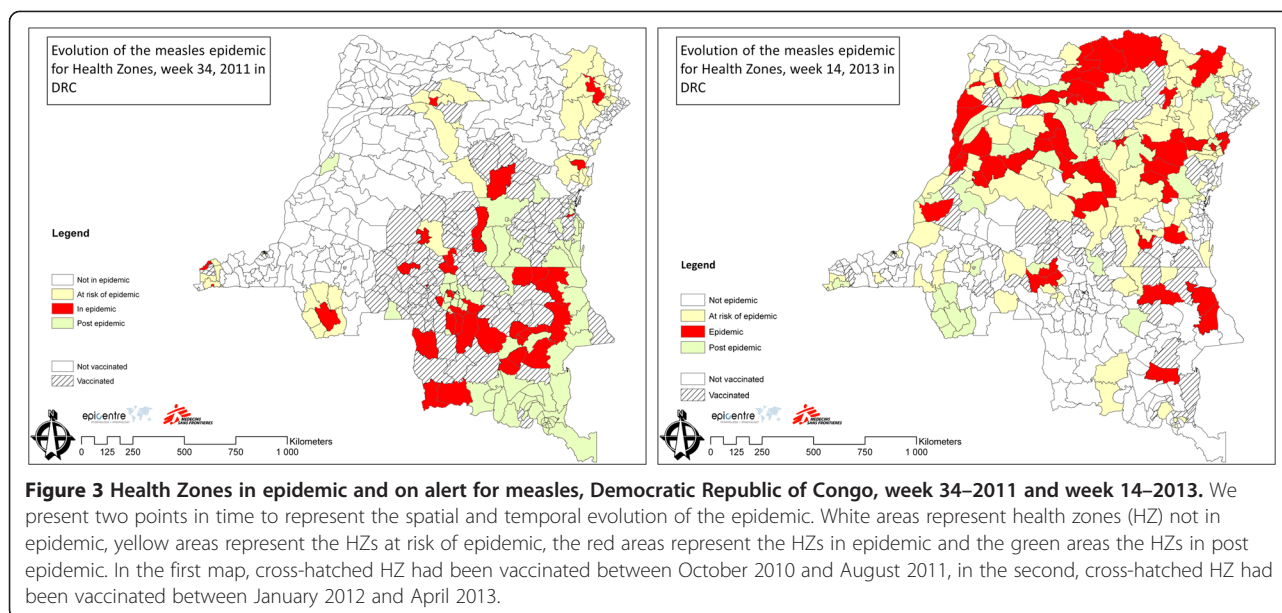 Evolution of the measles epidemic
for Health Zones, week 34, 2011 in
DRC
Legend
Not in epidemic
At risk of epidemic
In epidemic
Post epidemic
Not vaccinated
Vaccinated
epicentre
MEDECINS
SANS FRONTIERES
Kilometers
0 125 250 500 750 1 000
Evolution of the measles epidemic
for Health Zones, week 14, 2013 in
DRC
Legend
Not epidemic
At risk of epidemic
Epidemic
Post epidemic
Not vaccinated
Vaccinated
epicentre
MEDECINS
SANS FRONTIERES
Kilometers
0 125 250 500 750 1 000
Figure 3 Health Zones in epidemic and on alert for measles, Democratic Republic of Congo, week 34–2011 and week 14–2013. We
present two points in time to represent the spatial and temporal evolution of the epidemic. White areas represent health zones (HZ) not in
epidemic, yellow areas represent the HZs at risk of epidemic, the red areas represent the HZs in epidemic and the green areas the HZs in post
epidemic. In the first map, cross-hatched HZ had been vaccinated between October 2010 and August 2011, in the second, cross-hatched HZ had
been vaccinated between January 2012 and April 2013.